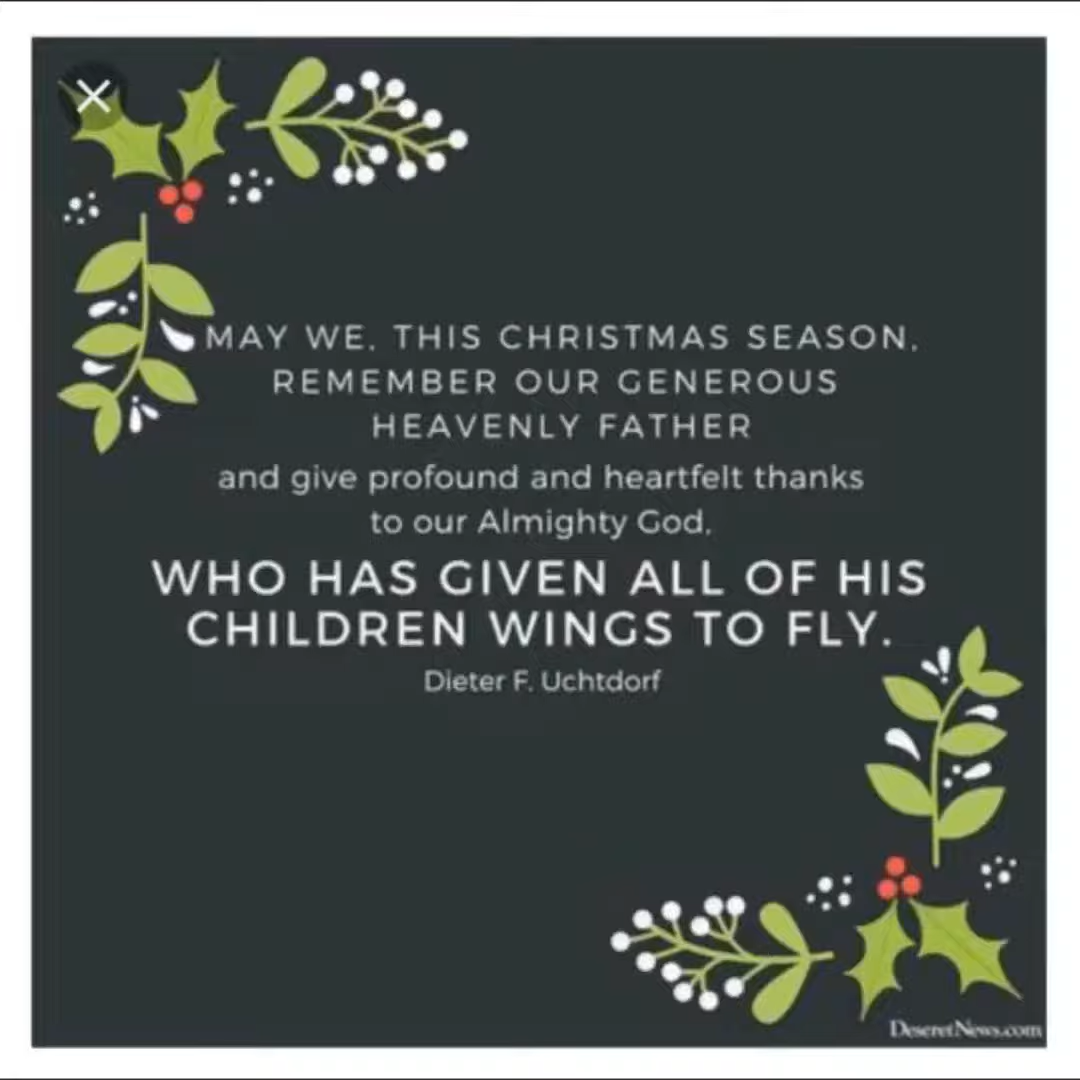 MAY WE, THIS CHRISTMAS SEASON,
REMEMBER OUR GENEROUS
HEAVENLY FATHER
and give profound and heartfelt thanks
to our Almighty God,
WHO HAS GIVEN ALL OF HIS
CHILDREN WINGS TO FLY.
Dieter F. Uchtdorf
DeseretNews.com